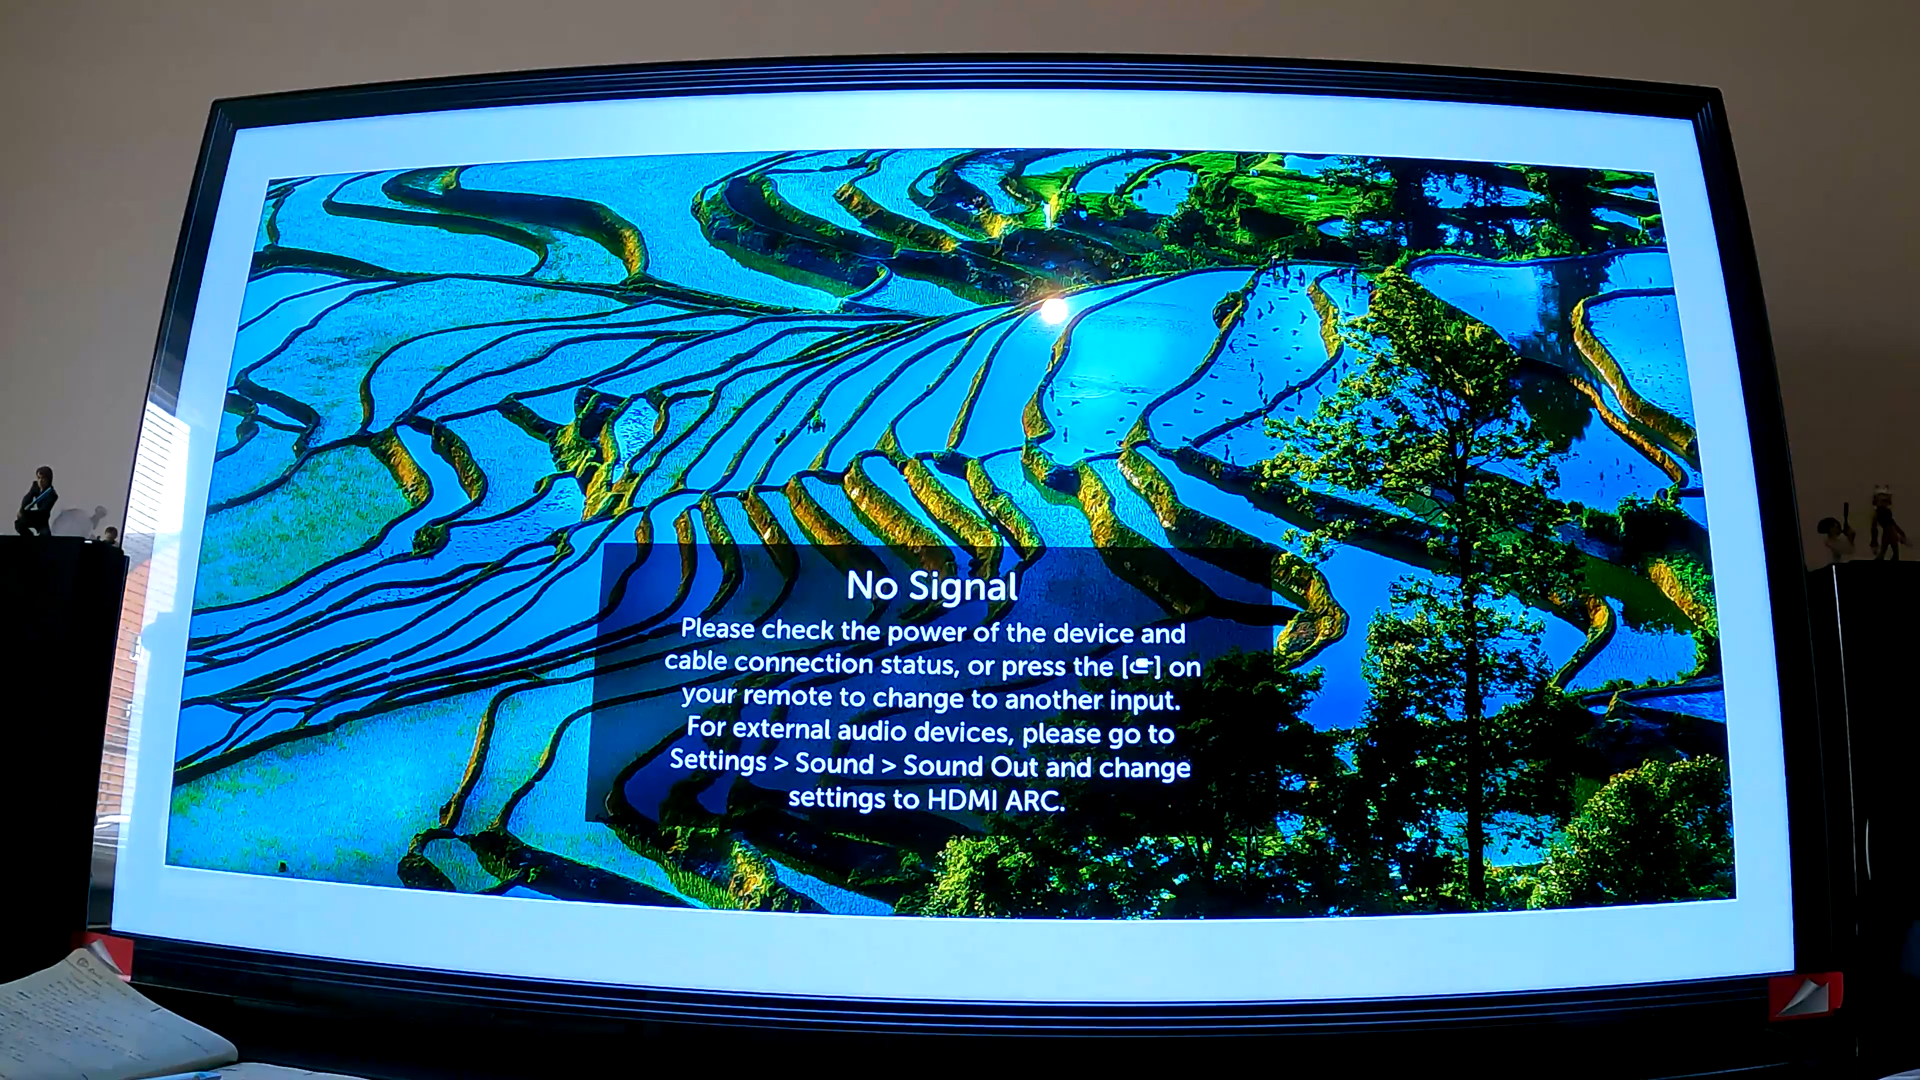 No Signal
Please check the power of the device and
cable connection status, or press the [] on
your remote to change to another input.
For external audio devices, please go to
Settings > Sound > Sound Out and change
settings to HDMI ARC.